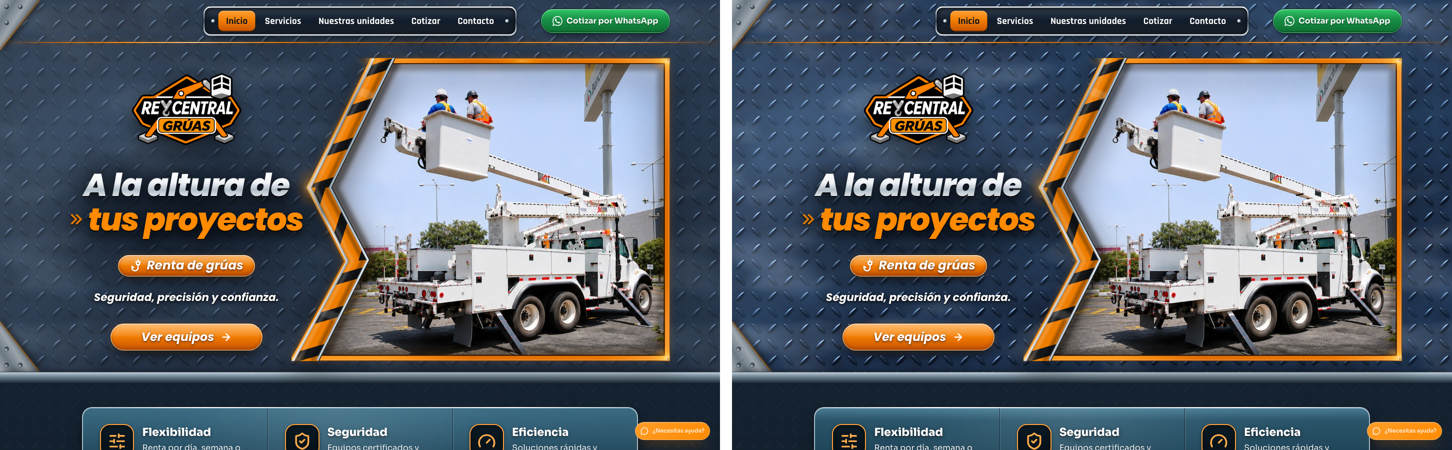 Inicio Servicios Nuestras unidades Cotizar Contacto Cotizar por WhatsApp
REYCENTRAL
GRÚAS
A la altura de
» tus proyectos
Renta de grúas
Seguridad, precisión y confianza.
Ver equipos →
Flexibilidad
Renta por día, semana o
Seguridad
Equipos certificados y
Eficiencia
Soluciones rápidas y
¿Necesitas ayuda?
Inicio Servicios Nuestras unidades Cotizar Contacto Cotizar por WhatsApp
REYCENTRAL
GRÚAS
A la altura de
» tus proyectos
Renta de grúas
Seguridad, precisión y confianza.
Ver equipos →
Flexibilidad
Renta por día, semana o
Seguridad
Equipos certificados y
Eficiencia
Soluciones rápidas y
¿Necesitas ayuda?